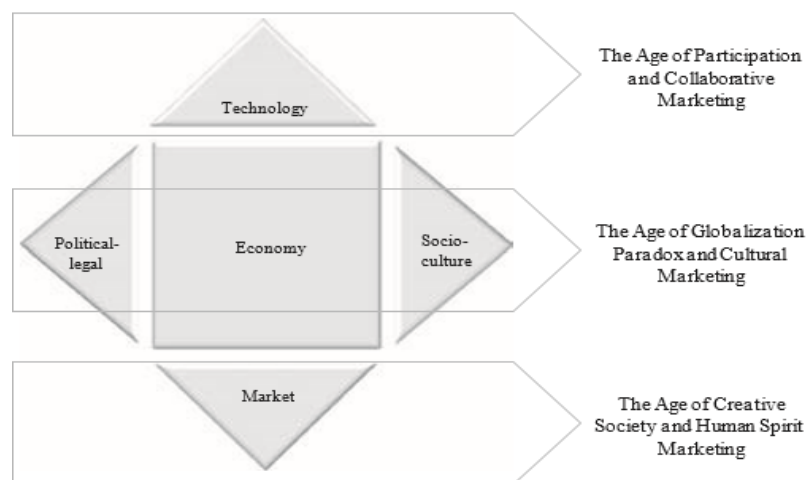 Technology
The Age of Participation
and Collaborative
Marketing
Political-
legal
Economy
Socio-
culture
The Age of Globalization
Paradox and Cultural
Marketing
Market
The Age of Creative
Society and Human Spirit
Marketing